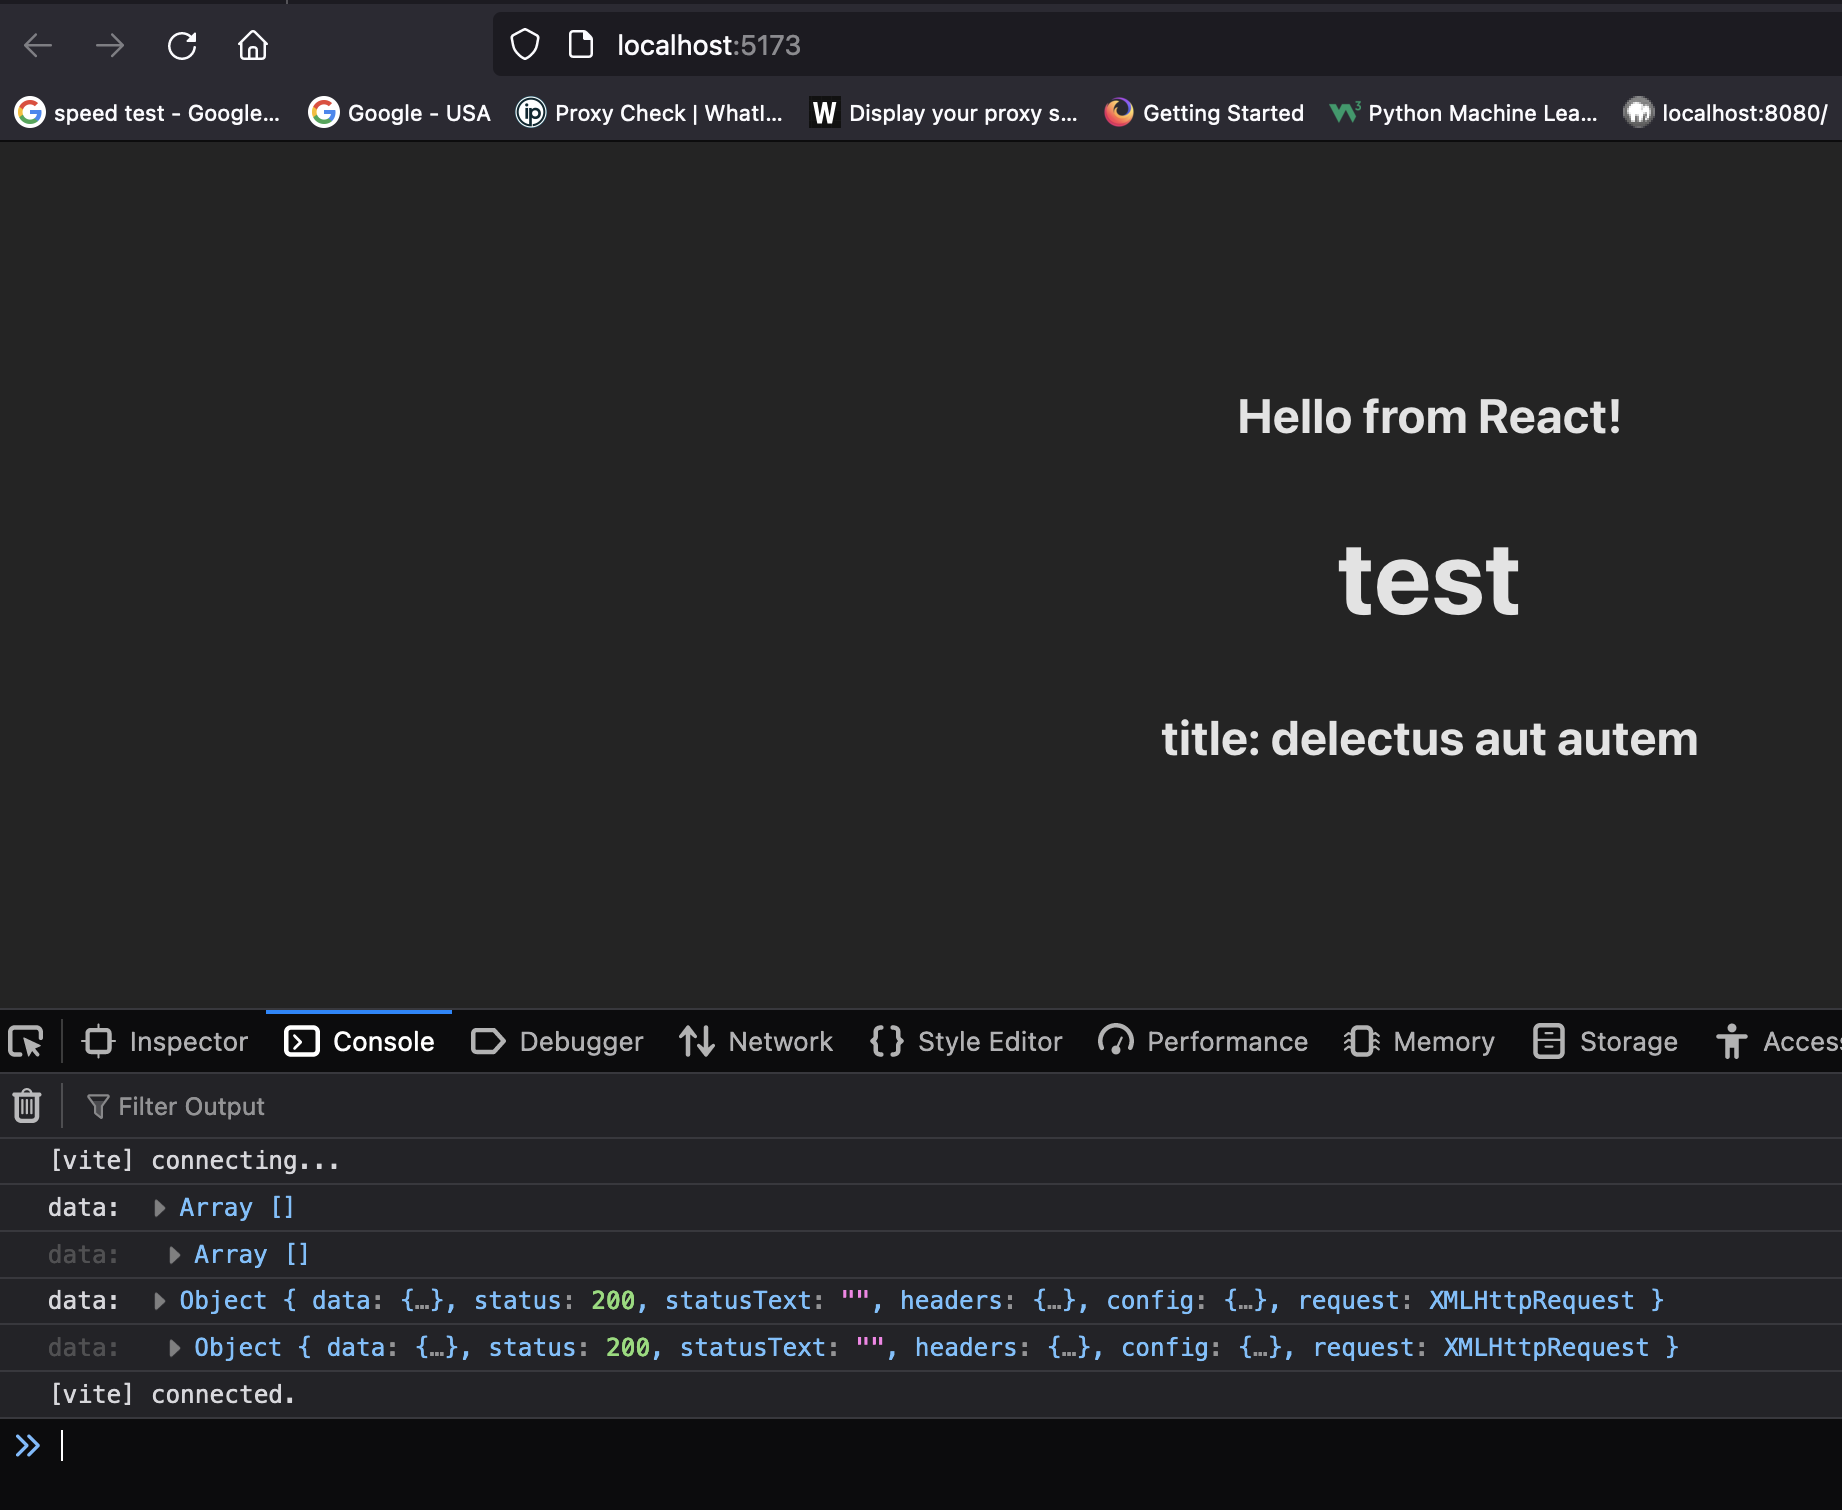 localhost:5173
speed test - Google... Google - USA Proxy Check | WhatI... Display your proxy s... Getting Started Python Machine Lea... localhost:8080/
Hello from React!
test
title: delectus aut autem
Inspector Console Debugger Network Style Editor Performance Memory Storage Access
Filter Output
[vite] connecting...
data: Array []
data: Array []
data: Object { data: {…}, status: 200, statusText: "", headers: {…}, config: {…}, request: XMLHttpRequest }
data: Object { data: {…}, status: 200, statusText: "", headers: {…}, config: {…}, request: XMLHttpRequest }
[vite] connected.